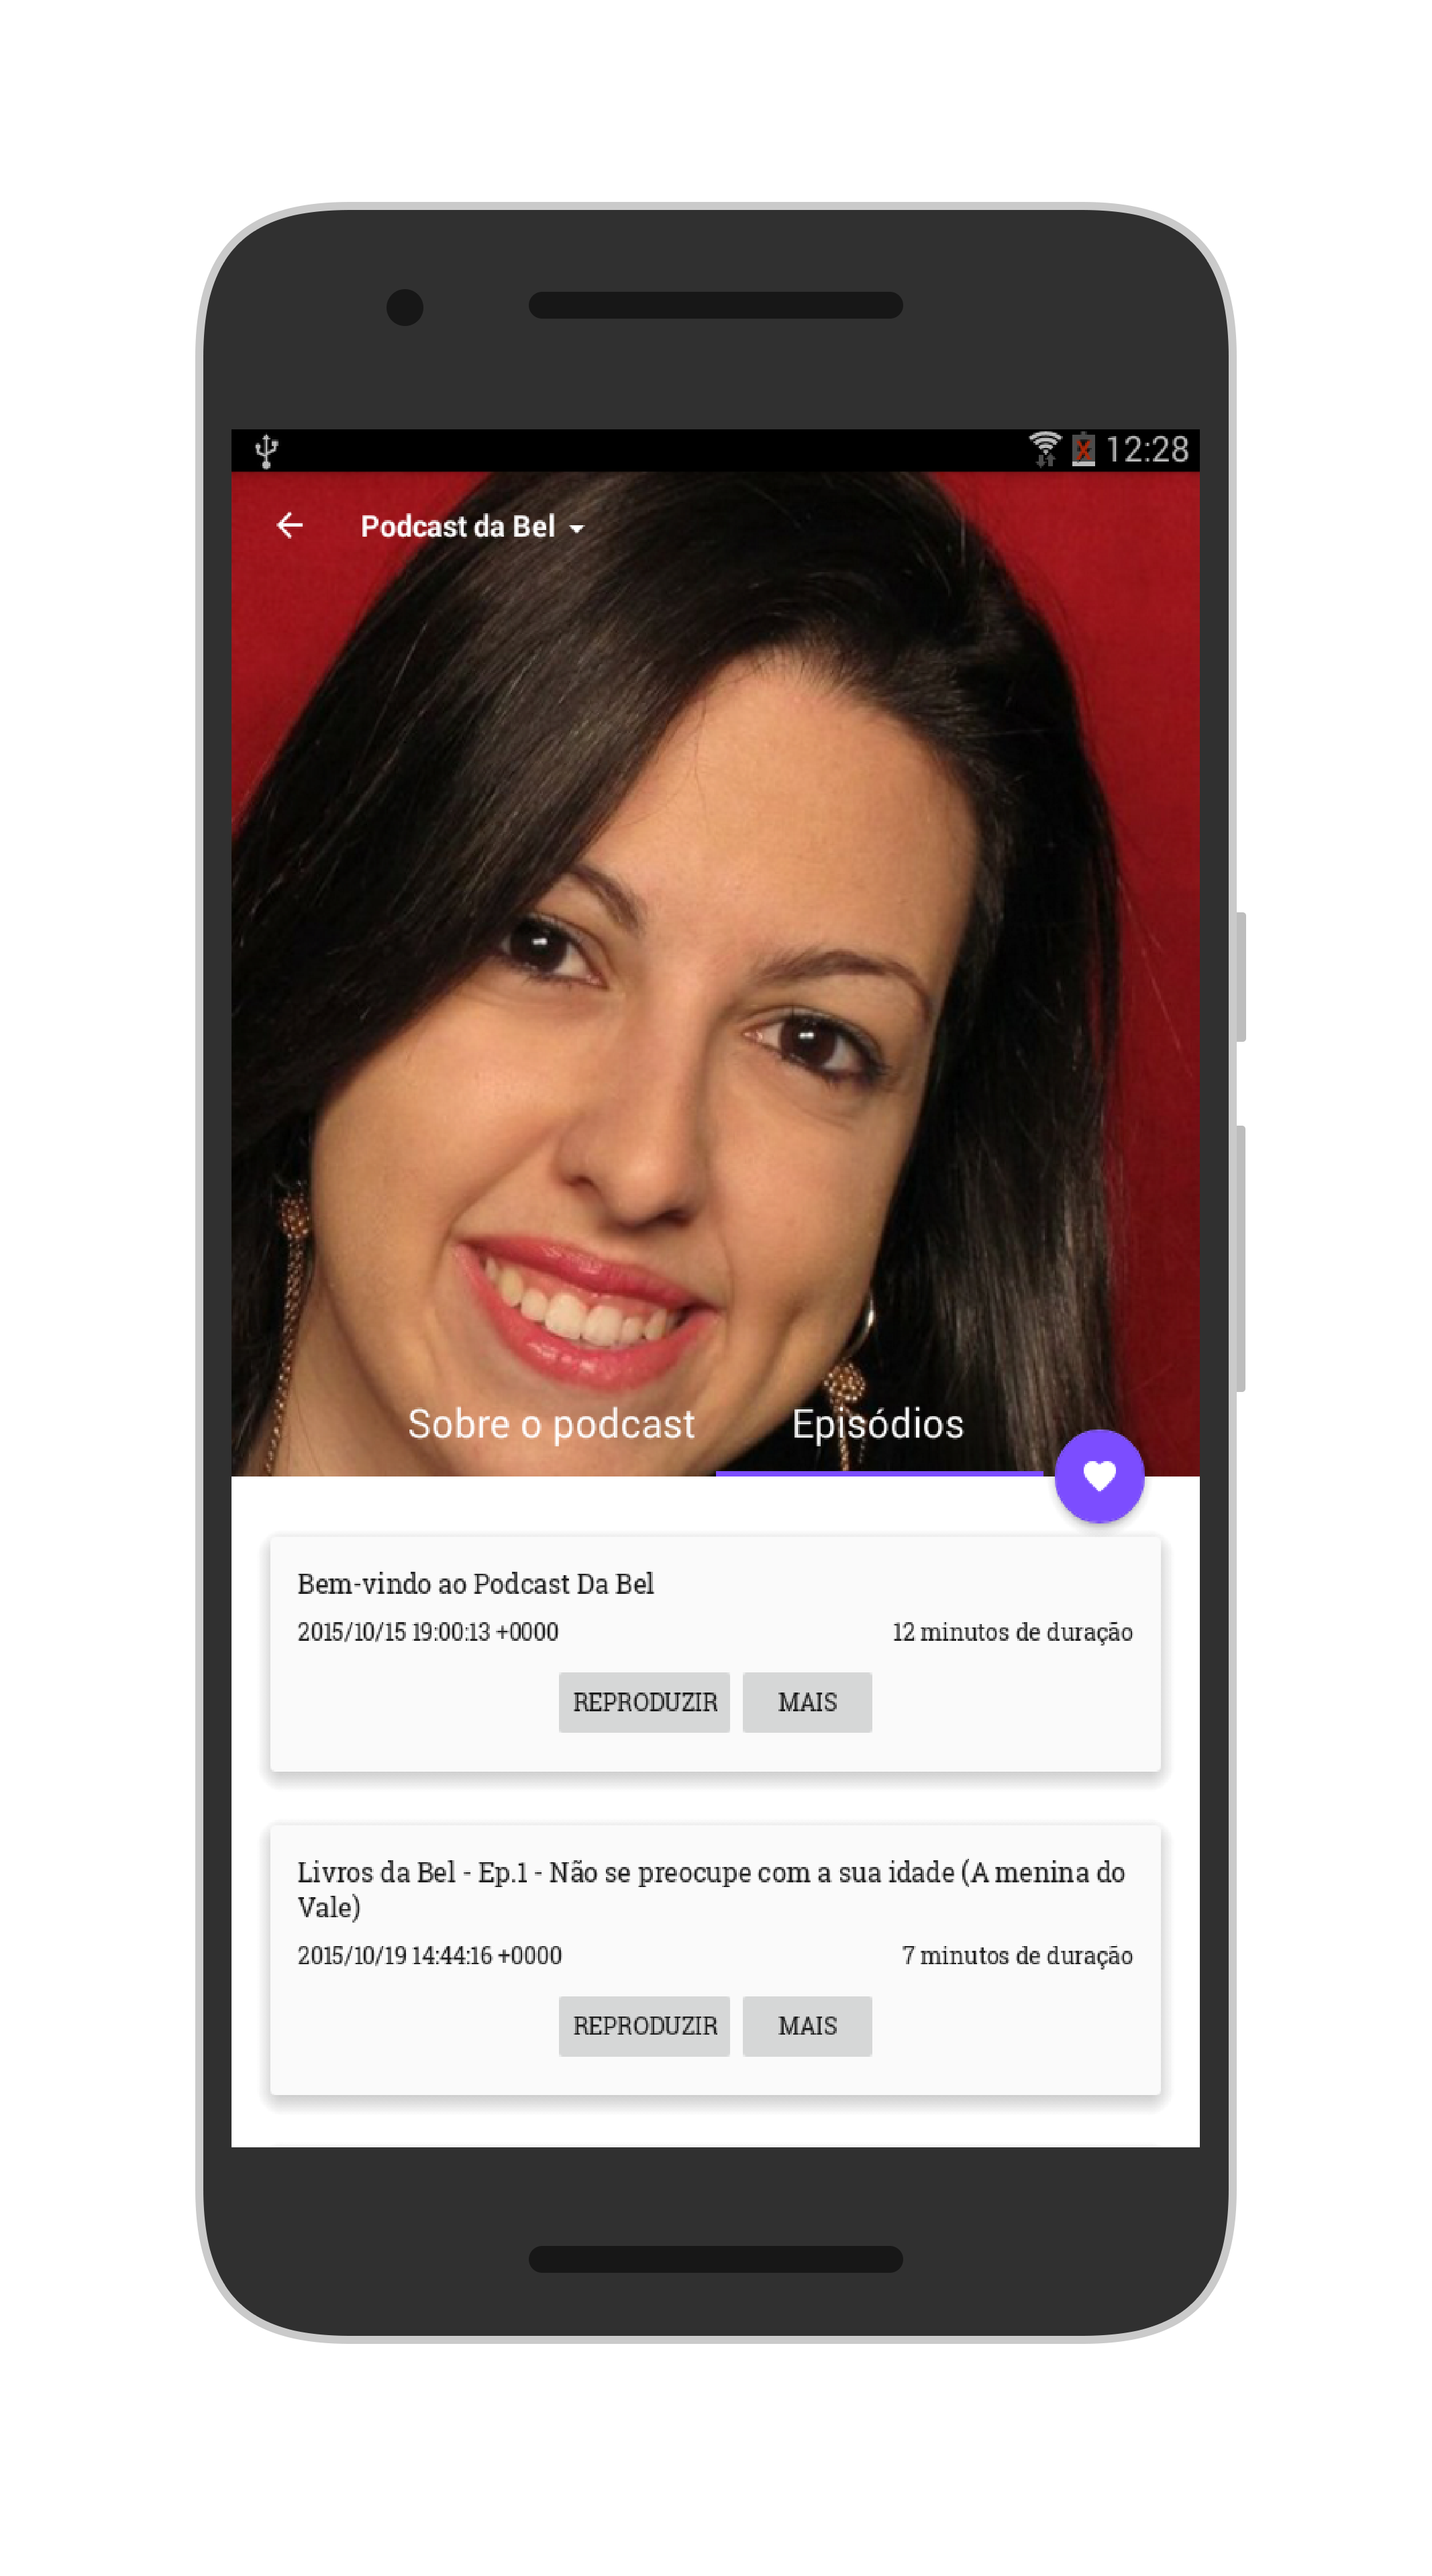 12:28
Podcast da Bel
Sobre o podcast
Episódios
Bem-vindo ao Podcast Da Bel
2015/10/15 19:00:13 +0000
12 minutos de duração
REPRODUZIR
MAIS
Livros da Bel - Ep.1 - Não se preocupe com a sua idade (A menina do
Vale)
2015/10/19 14:44:16 +0000
7 minutos de duração
REPRODUZIR
MAIS